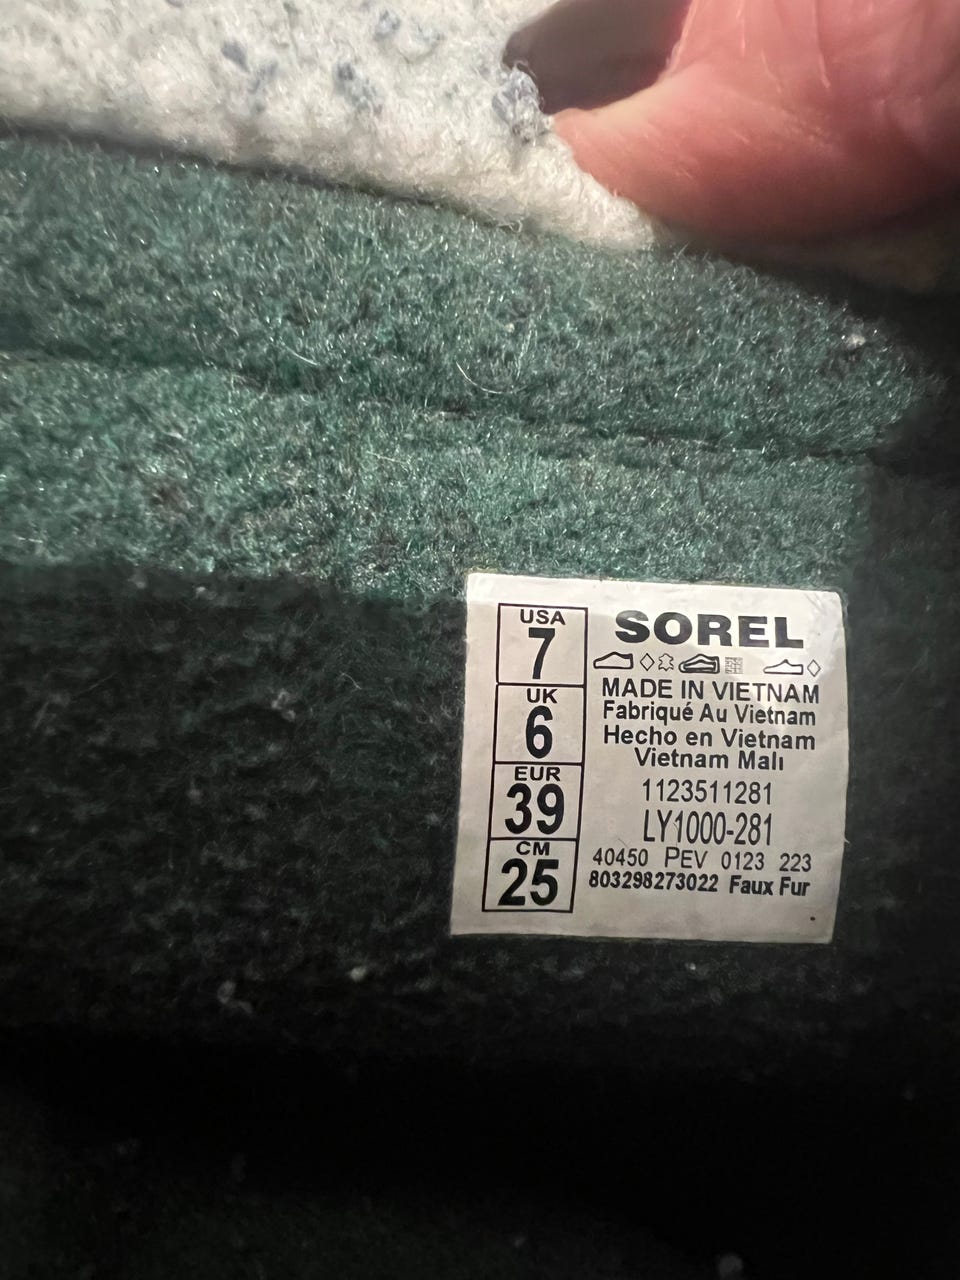 USA
7
UK
6
EUR
39
CM
25
SOREL
MADE IN VIETNAM
Fabriqué Au Vietnam
Hecho en Vietnam
Vietnam Malı
1123511281
LY1000-281
40450 PEV 0123 223
803298273022 Faux Fur